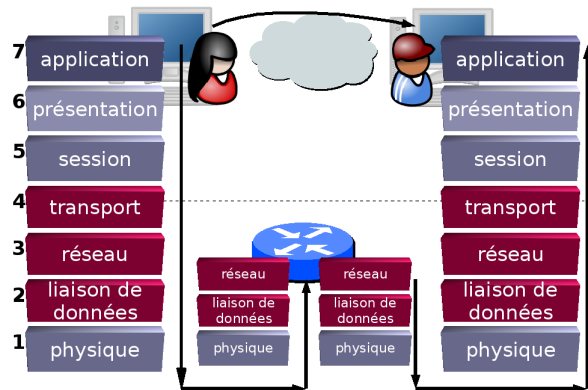 7 application
6 présentation
5 session
4 transport
3 réseau
2 liaison de
données
1 physique
réseau
liaison de
données
physique
réseau
liaison de
données
physique
application
présentation
session
transport
réseau
liaison de
données
physique